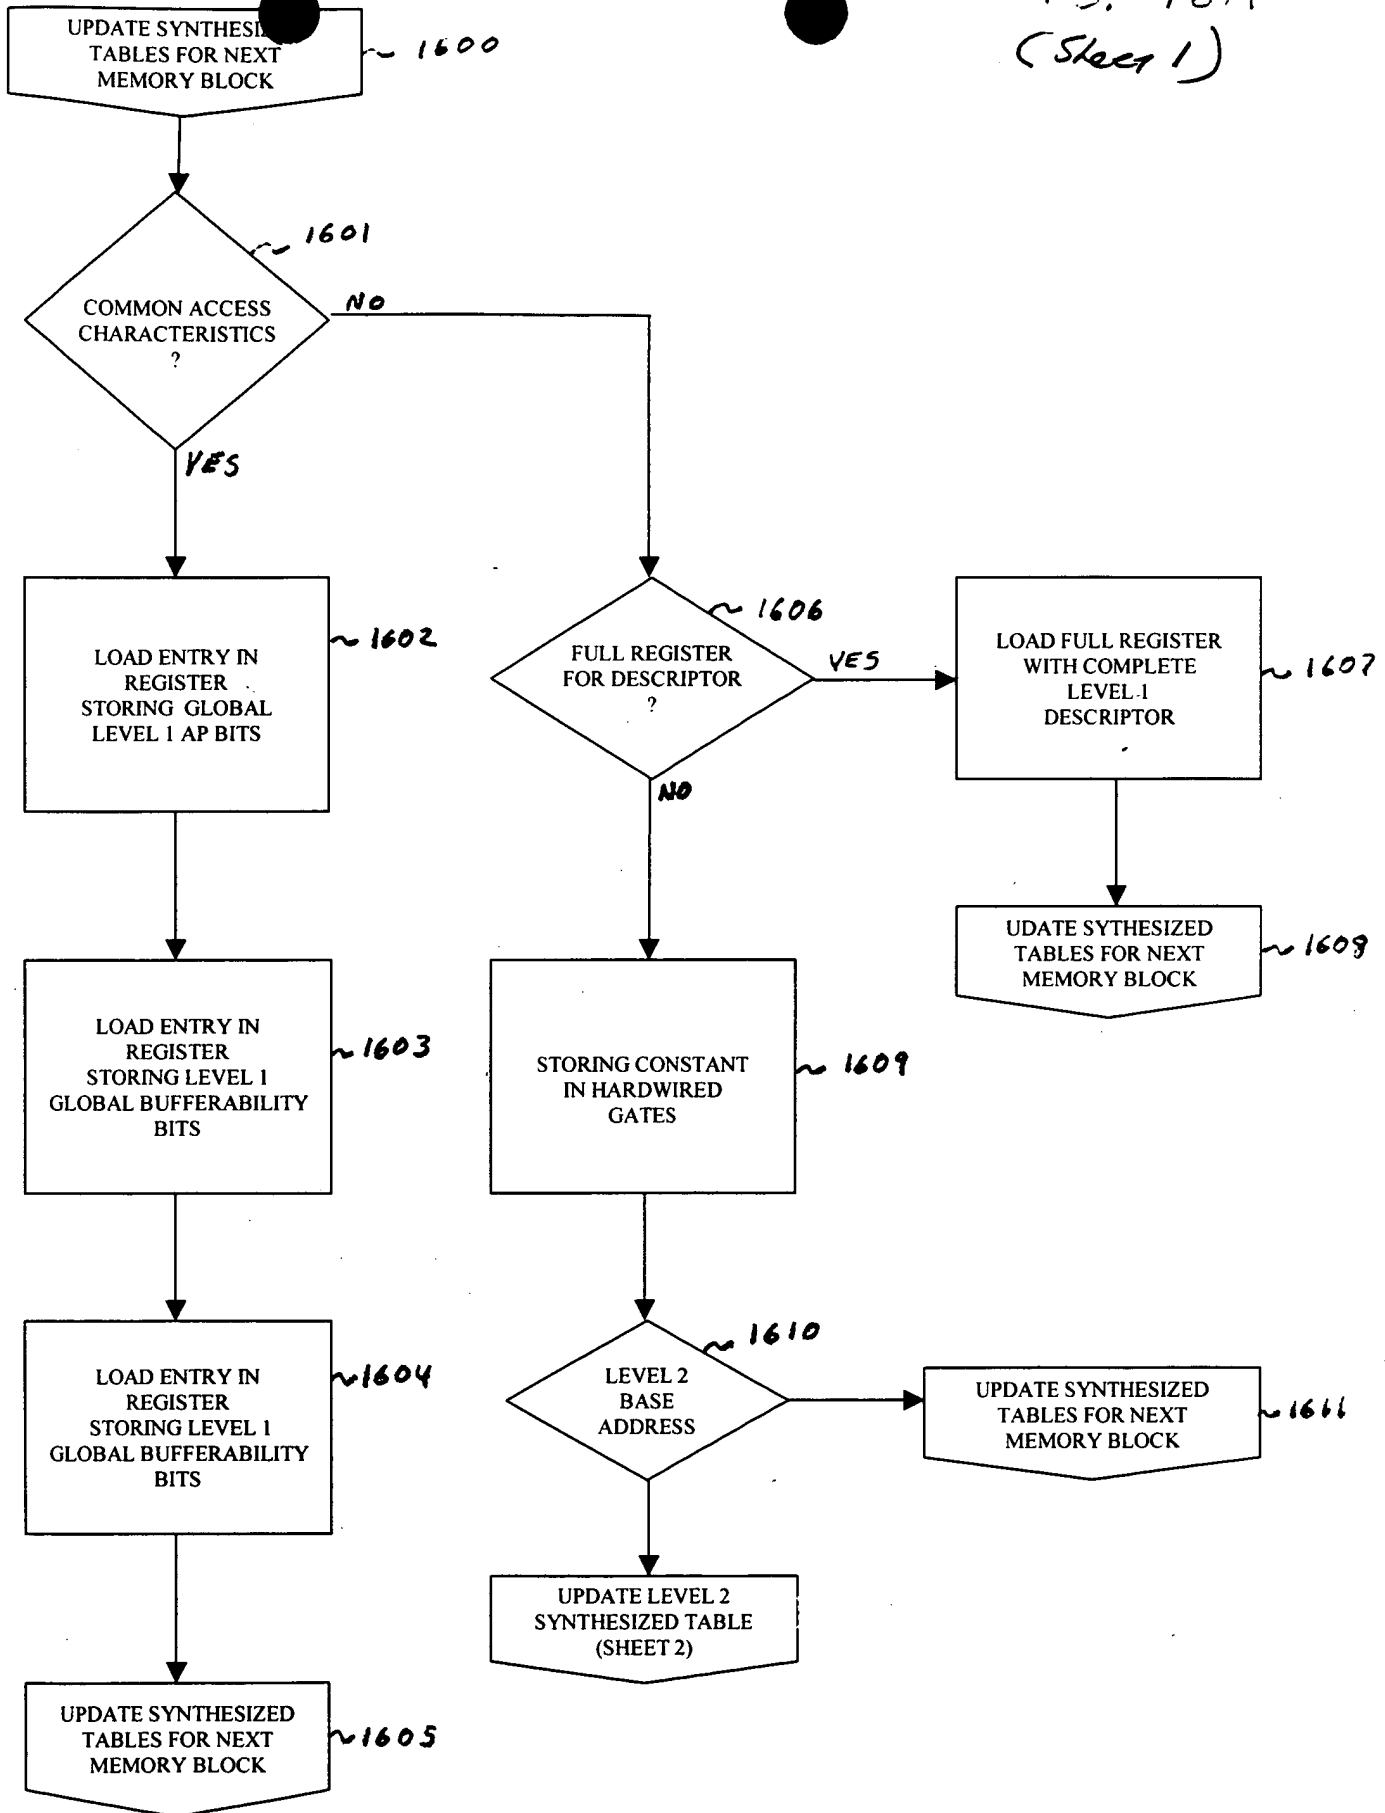 UPDATE
TABLES FOR NEXT
MEMORY BLOCK
1600
(Sheet 1)
1601
COMMON ACCESS
CHARACTERISTICS
?
NO
YES
LOAD ENTRY IN
REGISTER
STORING GLOBAL
LEVEL 1 AP BITS
1602
1606
FULL REGISTER
FOR DESCRIPTOR
?
YES
NO
LOAD FULL REGISTER
WITH COMPLETE
LEVEL 1
DESCRIPTOR
1607
UDATE SYTHESIZED
TABLES FOR NEXT
MEMORY BLOCK
1608
LOAD ENTRY IN
REGISTER
STORING LEVEL 1
GLOBAL BUFFERABILITY
BITS
1603
STORING CONSTANT
IN HARDWIRED
GATES
1609
LOAD ENTRY IN
REGISTER
STORING LEVEL 1
GLOBAL BUFFERABILITY
BITS
1604
1610
LEVEL 2
BASE
ADDRESS
UPDATE SYNTHESIZED
TABLES FOR NEXT
MEMORY BLOCK
1611
UPDATE LEVEL 2
SYNTHESIZED TABLE
(SHEET 2)
UPDATE SYNTHESIZED
TABLES FOR NEXT
MEMORY BLOCK
1605